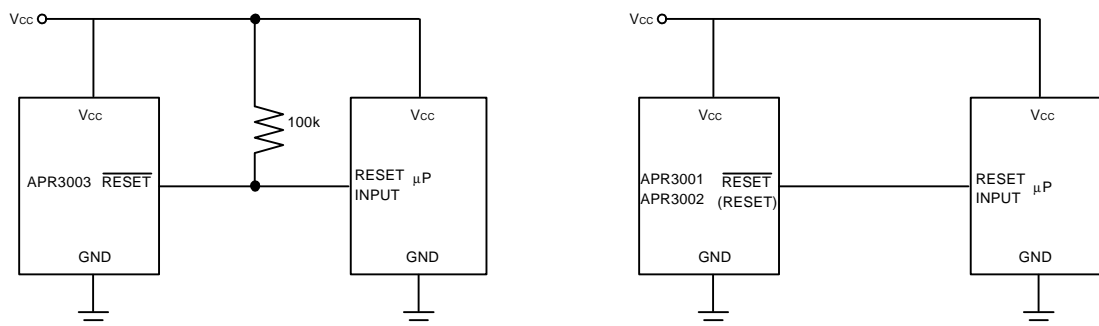 Vcc
Vcc
Vcc
100k
APR3003 RESET
RESET µP
INPUT
GND
GND
Vcc
Vcc
Vcc
APR3001
APR3002
RESET
(RESET)
RESET µP
INPUT
GND
GND